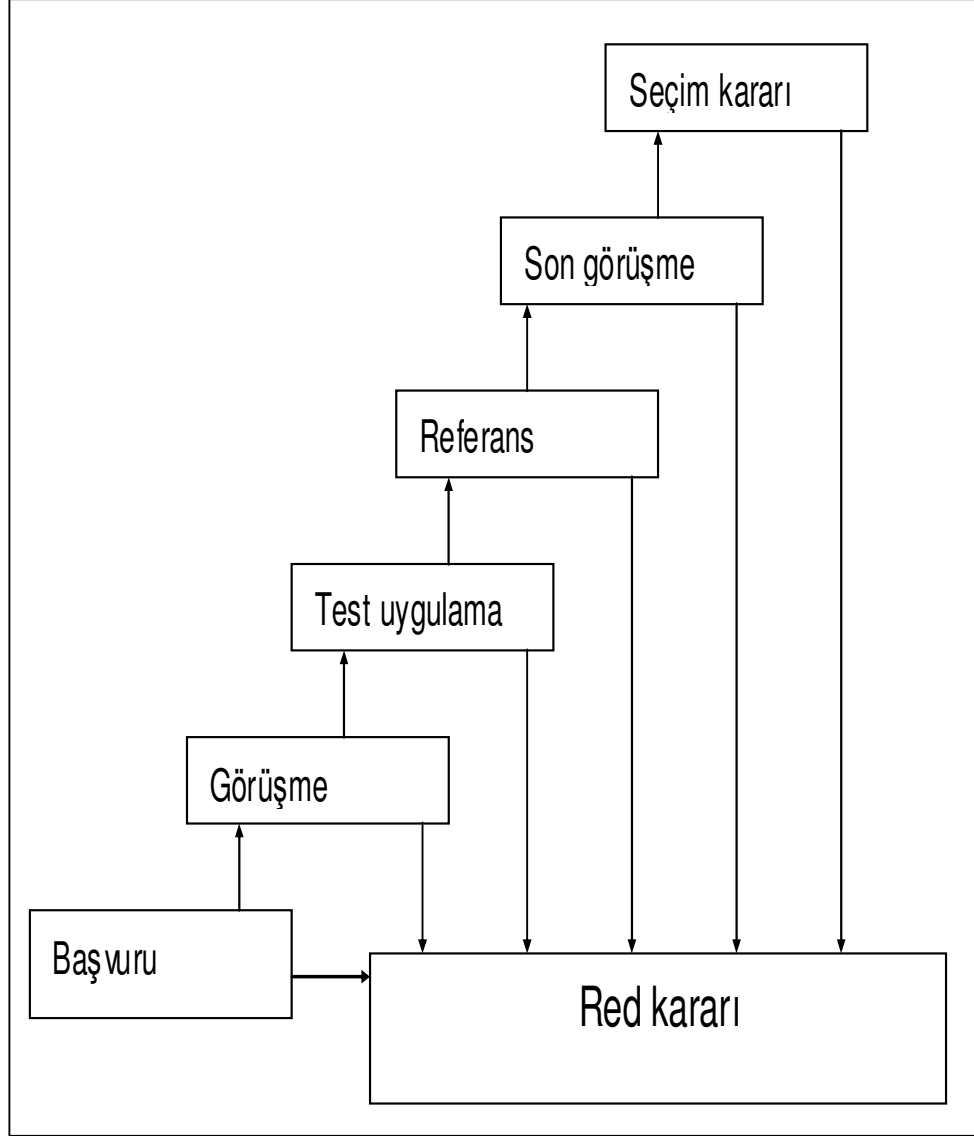 Seçim kararı
Son görüşme
Referans
Test uygulama
Görüşme
Başvuru
Red kararı